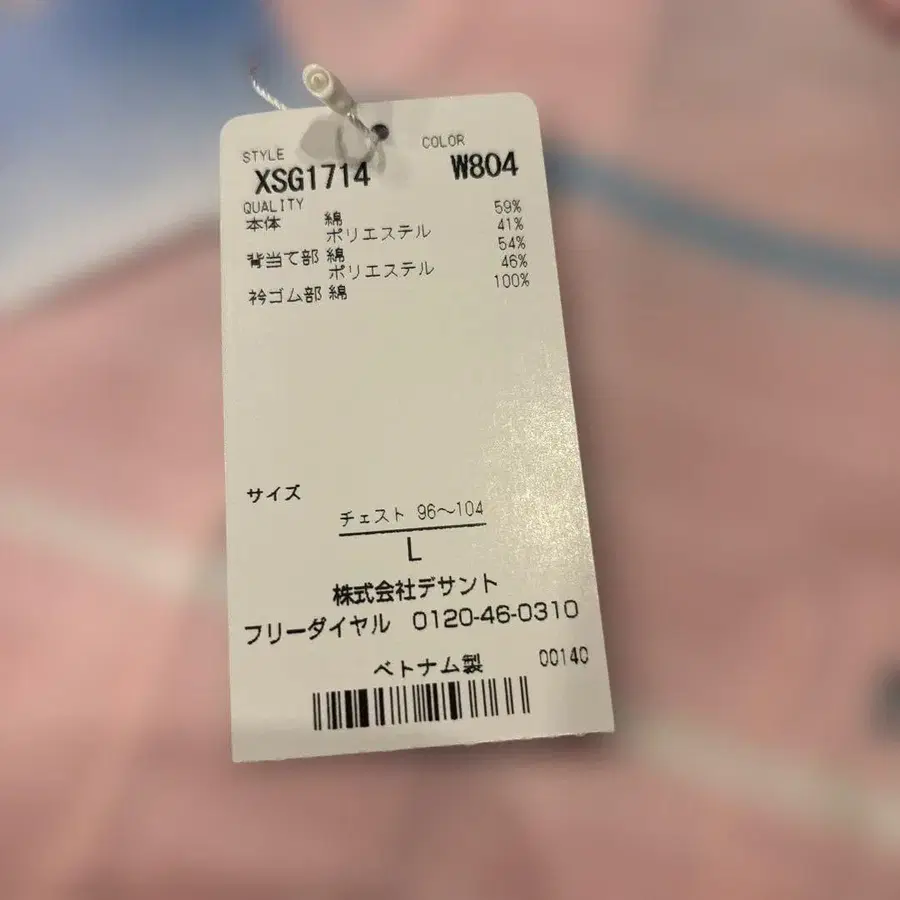 STYLE COLOR
XSG1714 W804
QUALITY
本体 綿 59%
ポリエステル 41%
背当て部 綿 54%
ポリエステル 46%
衿ゴム部 綿 100%
サイズ
チェスト 96〜104
L
株式会社デサント
フリーダイヤル 0120-46-0310
ベトナム製 00140